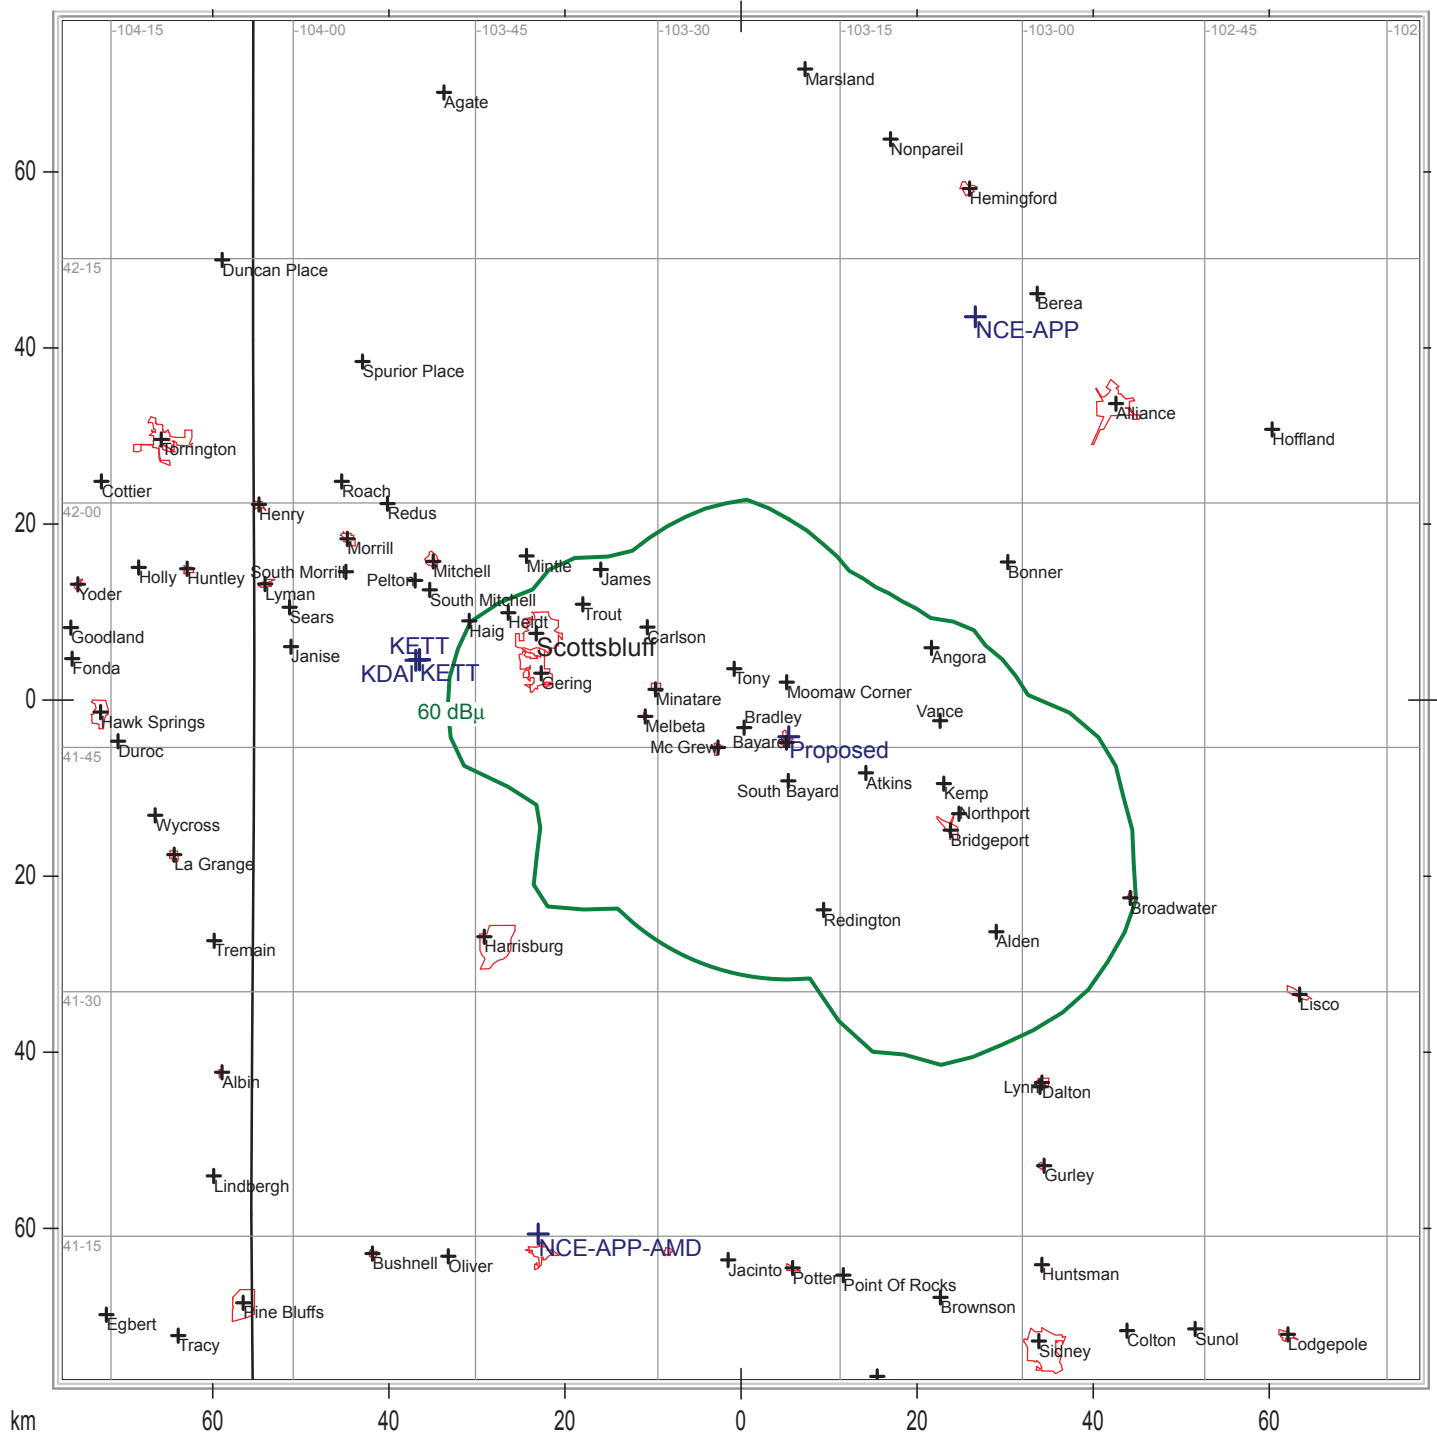 -104-15
-104-00
-103-45
-103-30
-103-15
-103-00
-102-45
-102
Marsland
Agate
Nonpareil
60
Hemingford
42-15
Duncan Place
Berea
NCE-APP
40
Spurior Place
Alliance
Hoffland
Torrington
Cottier
Roach
42-00
Henry
Redus
20
Morrill
Mintle
Mitchell
James
Bonner
Holly
Huntley
South Morrill
Pelton
Yoder
Lyman
South Mitchell
Sears
Heidt
Trout
Haig
Goodland
Carlson
KETT
Scottsbluff
Janise
Angora
Fonda
KDAI
KETT
Gering
Tony
Moomaw Corner
0
Minatare
60 dBµ
Vance
Hawk Springs
Melbeta
Bradley
Duroc
41-45
Mc Grew
Bayard
Proposed
South Bayard
Atkins
Kemp
Northport
Wycross
Bridgeport
La Grange
20
Broadwater
Redington
Alden
Tremain
Harrisburg
41-30
Lisco
40
Albin
Lynn
Dalton
Gurley
Lindbergh
60
41-15
NCE-APP-AMD
Bushnell
Oliver
Jacinto
Potter
Point Of Rocks
Huntsman
Brownson
Pine Bluffs
Egbert
Tracy
Sidney
Colton
Sunol
Lodgepole
km
60
40
20
0
20
40
60